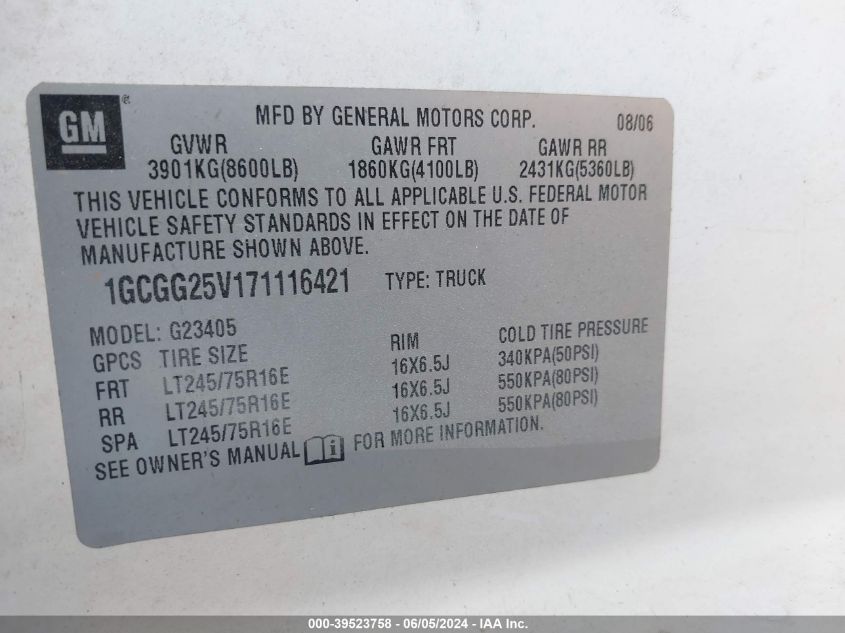 GM®
MFD BY GENERAL MOTORS CORP. 08/06
GVWR GAWR FRT GAWR RR
3901KG(8600LB) 1860KG(4100LB) 2431KG(5360LB)
THIS VEHICLE CONFORMS TO ALL APPLICABLE U.S. FEDERAL MOTOR
VEHICLE SAFETY STANDARDS IN EFFECT ON THE DATE OF
MANUFACTURE SHOWN ABOVE.
1GCGG25V171116421 TYPE: TRUCK
MODEL: G23405
GPCS TIRE SIZE RIM COLD TIRE PRESSURE
FRT LT245/75R16E 16X6.5J 340KPA(50PSI)
RR LT245/75R16E 16X6.5J 550KPA(80PSI)
SPA LT245/75R16E 16X6.5J 550KPA(80PSI)
SEE OWNER'S MANUAL i FOR MORE INFORMATION.
000-39523758 - 06/05/2024 - IAA Inc.